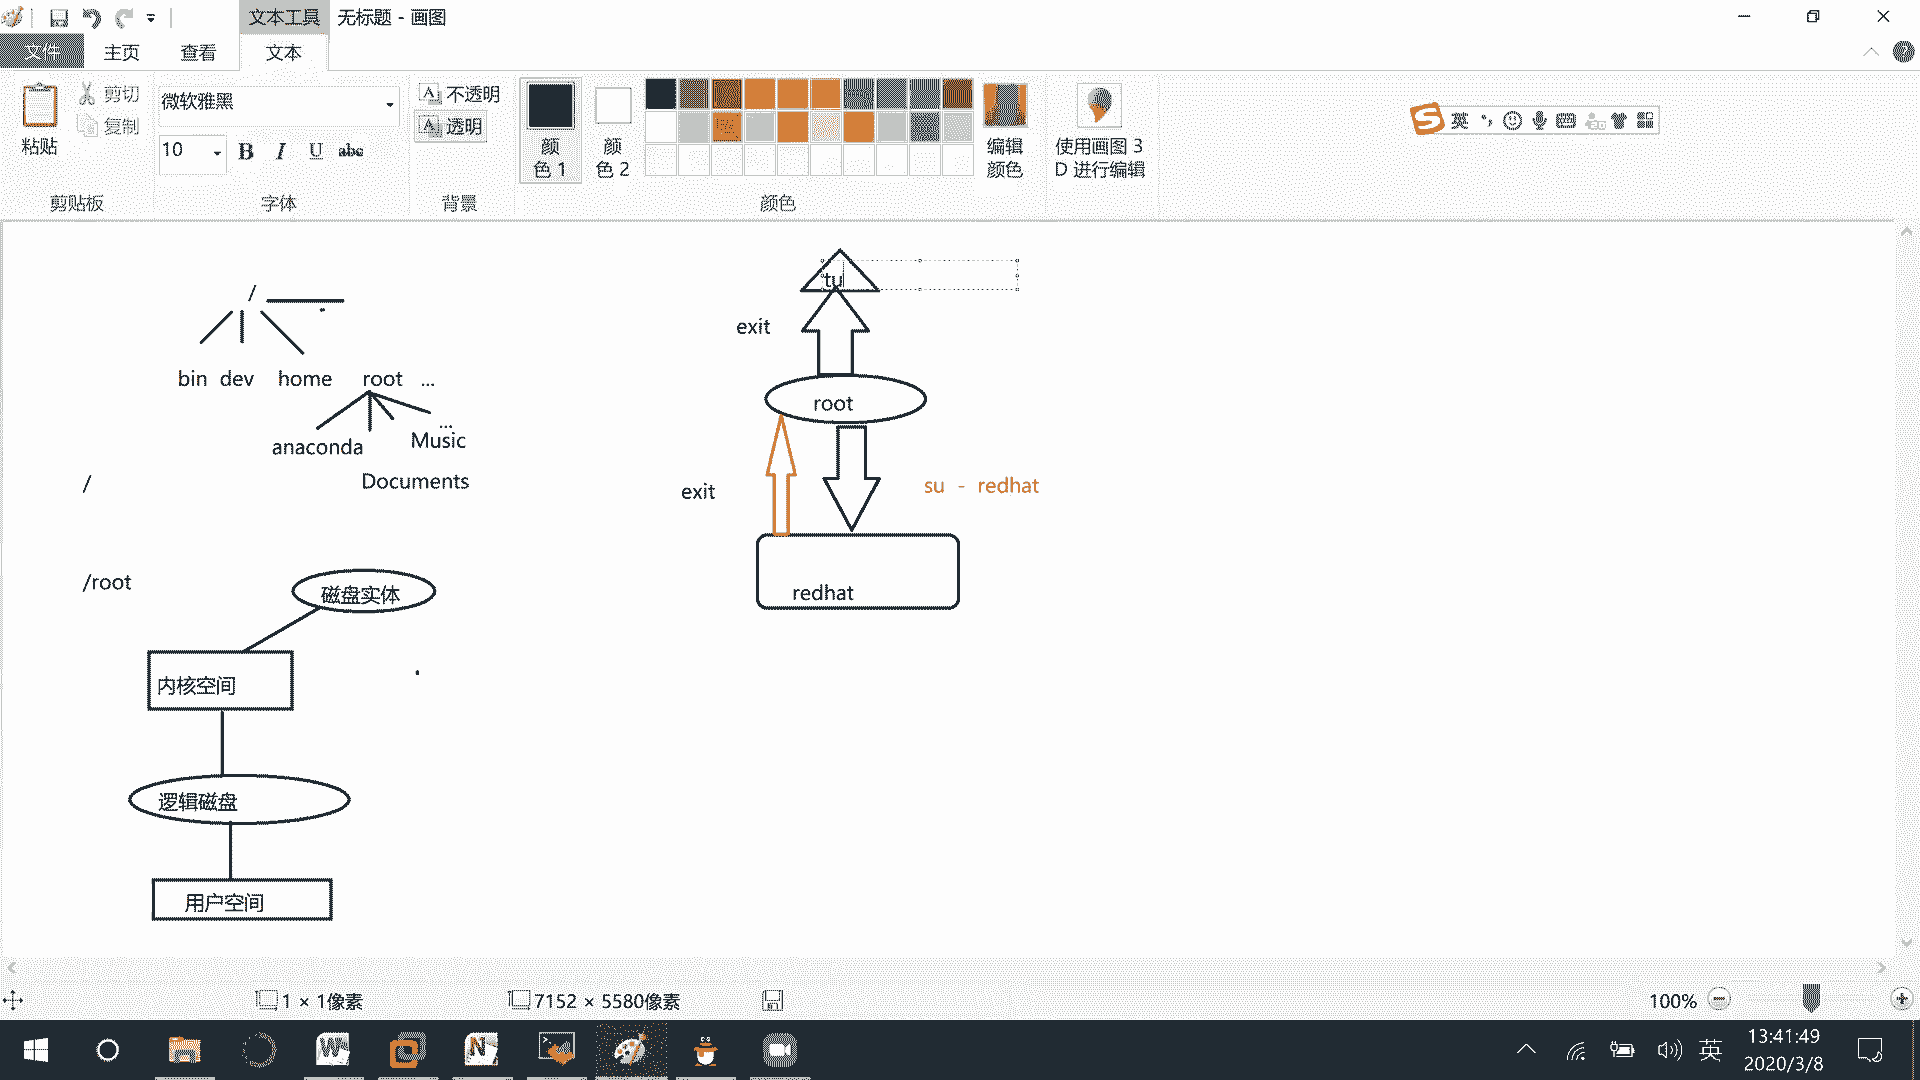 文本工具 无标题 - 画图
文件 主页 查看 文本
粘贴
剪切
复制
剪贴板
微软雅黑
10
B I U abc
字体
A 不透明
A 透明
背景
颜
色 1
颜
色 2
颜色
编辑
颜色
使用画图 3
D 进行编辑
S 英
/
bin dev home root ...
...
anaconda Music
Documents
/
/root
磁盘实体
内核空间
逻辑磁盘
用户空间
tu
exit
root
exit
su - redhat
redhat
1 × 1像素
7152 × 5580像素
100%
W
N
英
13:41:49
2020/3/8